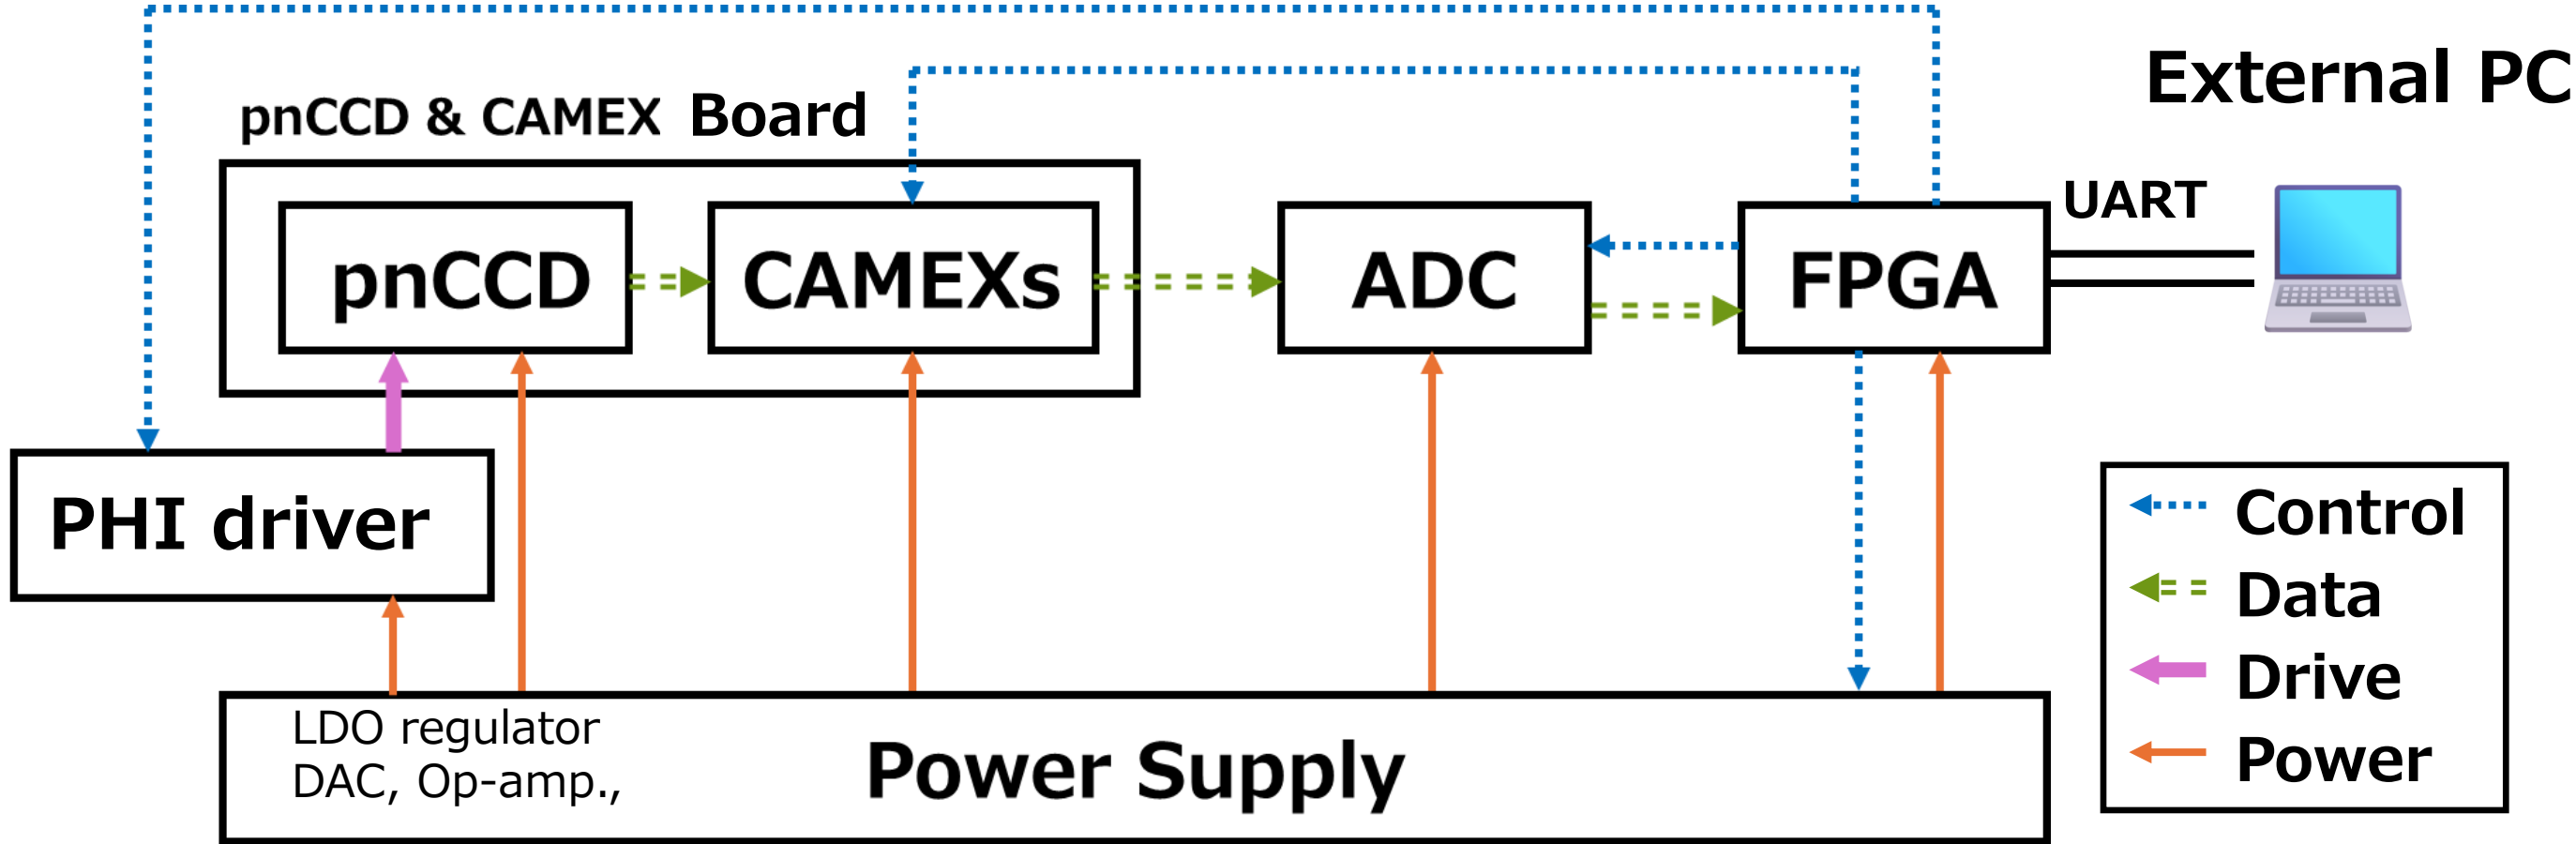 External PC
pnCCD & CAMEX Board
UART
pnCCD
CAMEXs
ADC
FPGA
PHI driver
Control
Data
Drive
Power
LDO regulator
DAC, Op-amp.,
Power Supply